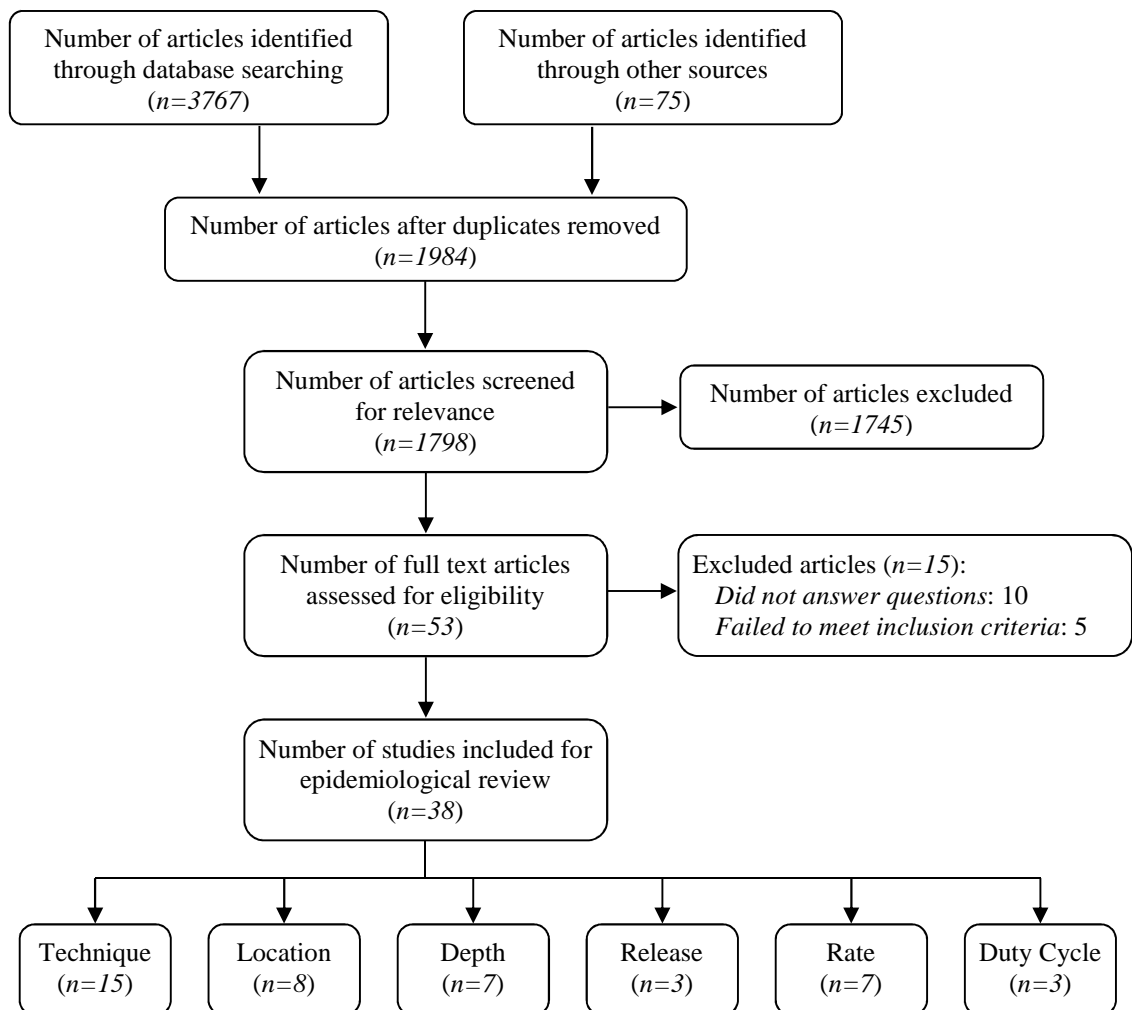 Number of articles identified
through database searching
(n=3767)
Number of articles identified
through other sources
(n=75)
Number of articles after duplicates removed
(n=1984)
Number of articles screened
for relevance
(n=1798)
Number of articles excluded
(n=1745)
Number of full text articles
assessed for eligibility
(n=53)
Excluded articles (n=15):
Did not answer questions: 10
Failed to meet inclusion criteria: 5
Number of studies included for
epidemiological review
(n=38)
Technique
(n=15)
Location
(n=8)
Depth
(n=7)
Release
(n=3)
Rate
(n=7)
Duty Cycle
(n=3)